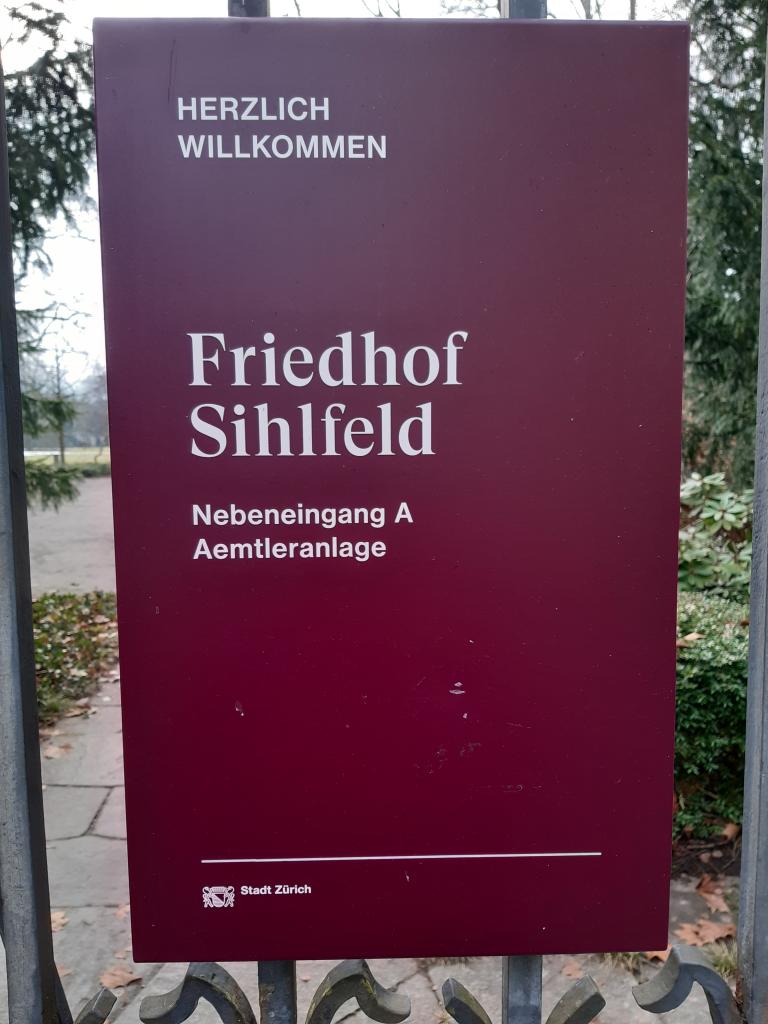 HERZLICH
WILLKOMMEN
Friedhof
Sihlfeld
Nebeneingang A
Aemtleranlage
Stadt Zürich